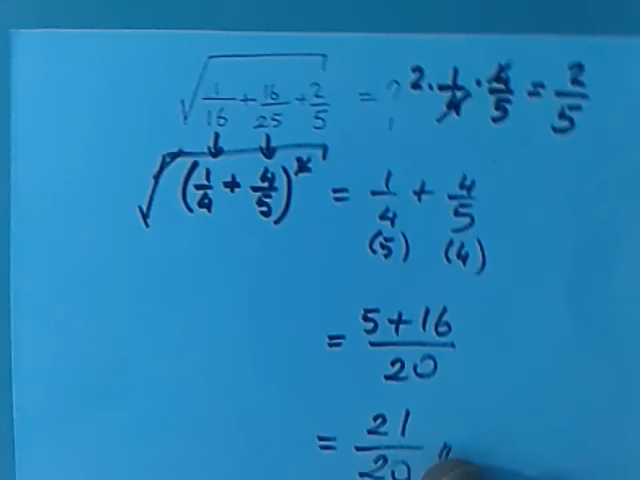 √(1/16 + 16/25 + 2/5) = ? 2 · 1/4 · 4/5 = 2/5
√((1/4 + 4/5)²) = 1/4 + 4/5
(5) (4)
= (5+16)/20
= 21/20 "